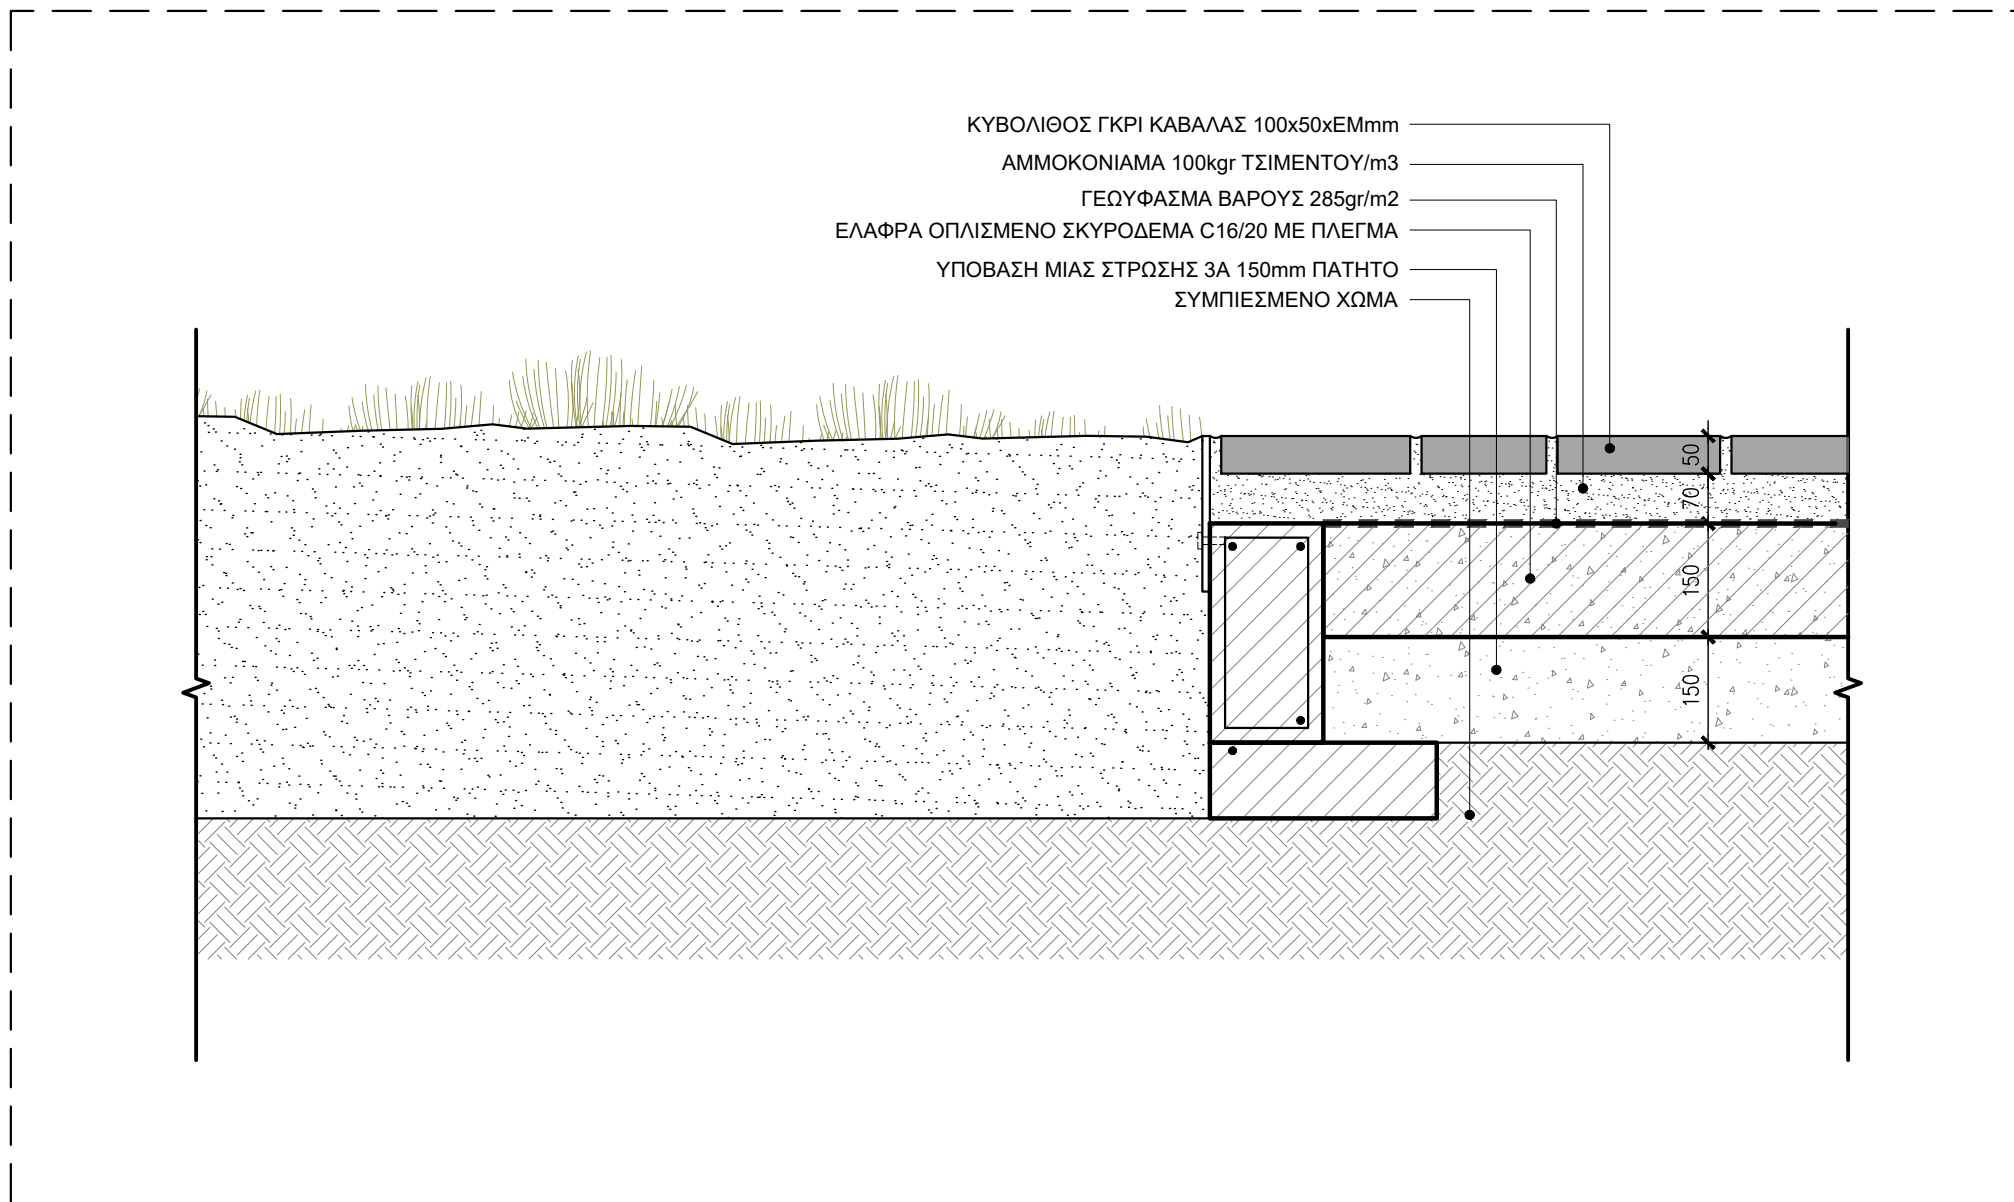 ΚΥΒΟΛΙΘΟΣ ΓΚΡΙ ΚΑΒΑΛΑΣ 100x50xΕΜmm
ΑΜΜΟΚΟΝΙΑΜΑ 100kgr ΤΣΙΜΕΝΤΟΥ/m3
ΓΕΩΥΦΑΣΜΑ ΒΑΡΟΥΣ 285gr/m2
ΕΛΑΦΡΑ ΟΠΛΙΣΜΕΝΟ ΣΚΥΡΟΔΕΜΑ C16/20 ΜΕ ΠΛΕΓΜΑ
ΥΠΟΒΑΣΗ ΜΙΑΣ ΣΤΡΩΣΗΣ 3Α 150mm ΠΑΤΗΤΟ
ΣΥΜΠΙΕΣΜΕΝΟ ΧΩΜΑ
50
70
150
150